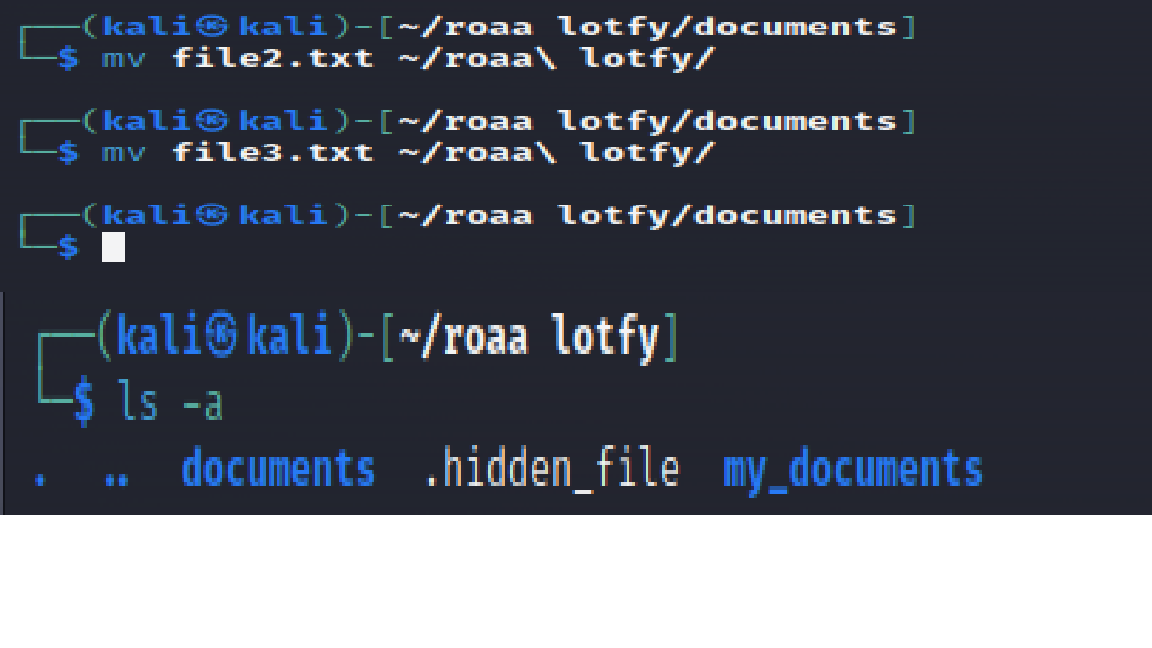 ┌──(kali㉿kali)-[~/roaa lotfy/documents]
└─$ mv file2.txt ~/roaa\ lotfy/
┌──(kali㉿kali)-[~/roaa lotfy/documents]
└─$ mv file3.txt ~/roaa\ lotfy/
┌──(kali㉿kali)-[~/roaa lotfy/documents]
└─$
┌──(kali㉿kali)-[~/roaa lotfy]
└─$ ls -a
. .. documents .hidden_file my_documents